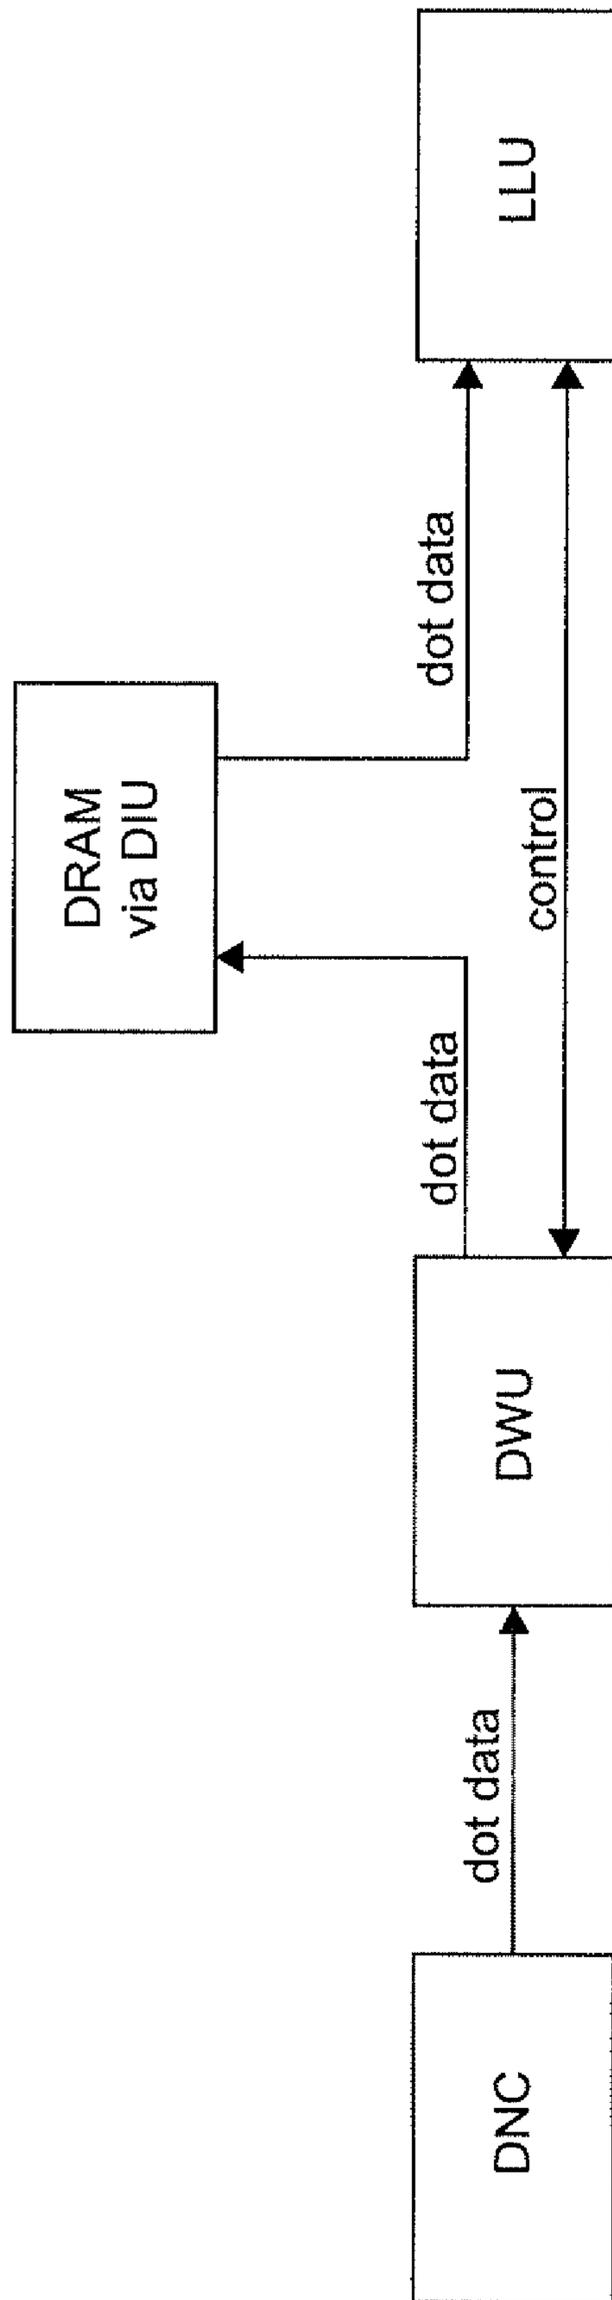 DRAM
via DIU
dot data
dot data
DNC
dot data
DWU
control
LLU